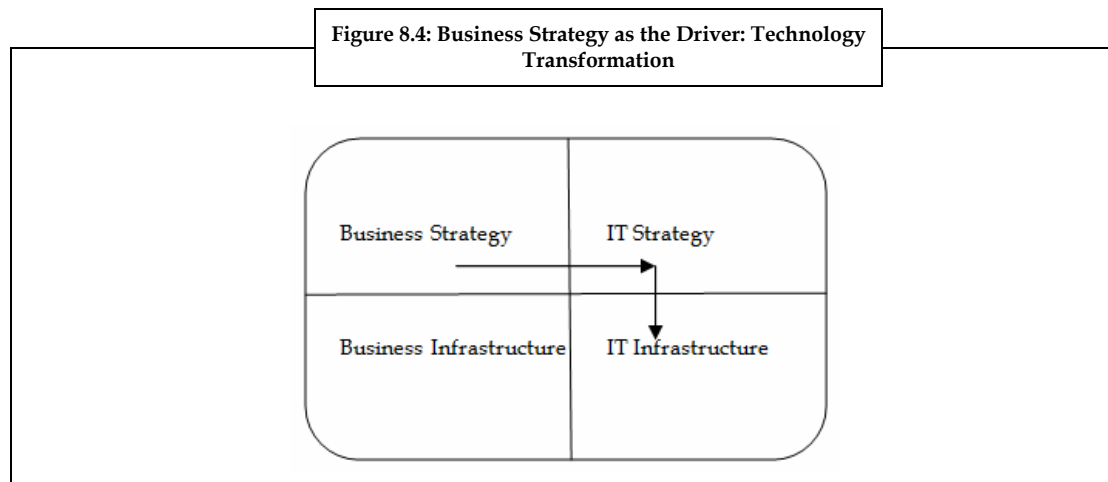 Figure 8.4: Business Strategy as the Driver: Technology
Transformation
Business Strategy
IT Strategy
Business Infrastructure
IT Infrastructure